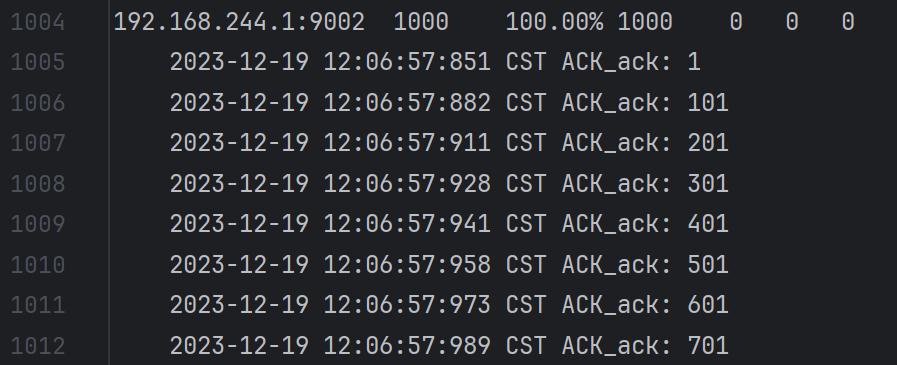 1004 192.168.244.1:9002 1000 100.00% 1000 0 0 0
1005 2023-12-19 12:06:57:851 CST ACK_ack: 1
1006 2023-12-19 12:06:57:882 CST ACK_ack: 101
1007 2023-12-19 12:06:57:911 CST ACK_ack: 201
1008 2023-12-19 12:06:57:928 CST ACK_ack: 301
1009 2023-12-19 12:06:57:941 CST ACK_ack: 401
1010 2023-12-19 12:06:57:958 CST ACK_ack: 501
1011 2023-12-19 12:06:57:973 CST ACK_ack: 601
1012 2023-12-19 12:06:57:989 CST ACK_ack: 701